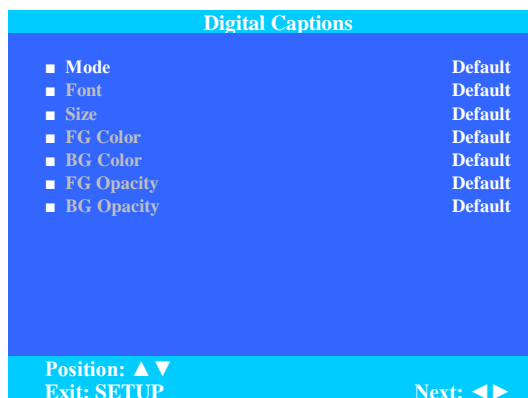 Digital Captions
■ Mode Default
■ Font Default
■ Size Default
■ FG Color Default
■ BG Color Default
■ FG Opacity Default
■ BG Opacity Default
Position: ▲▼
Exit: SETUP Next: ◄►